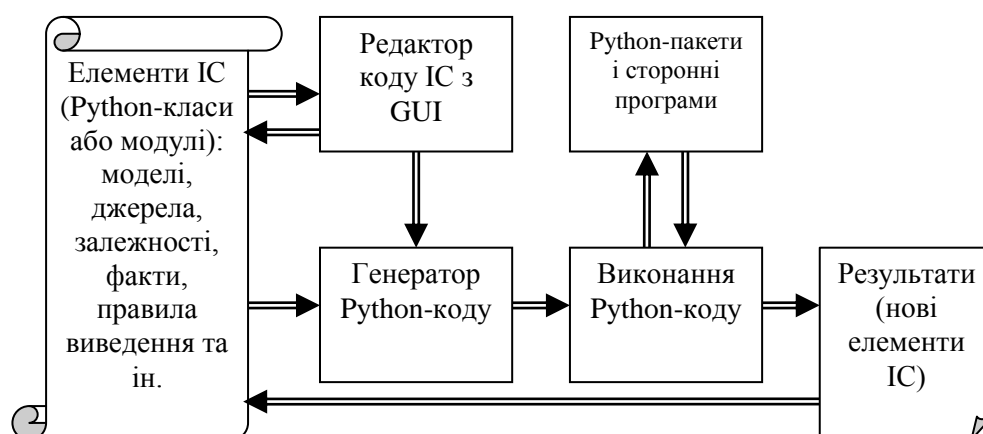 Елементи ІС
(Python-класи
або модулі):
моделі,
джерела,
залежності,
факти,
правила
виведення та
ін.
Редактор
коду ІС з
GUI
Python-пакети
і сторонні
програми
Генератор
Python-коду
Виконання
Python-коду
Результати
(нові
елементи
ІС)